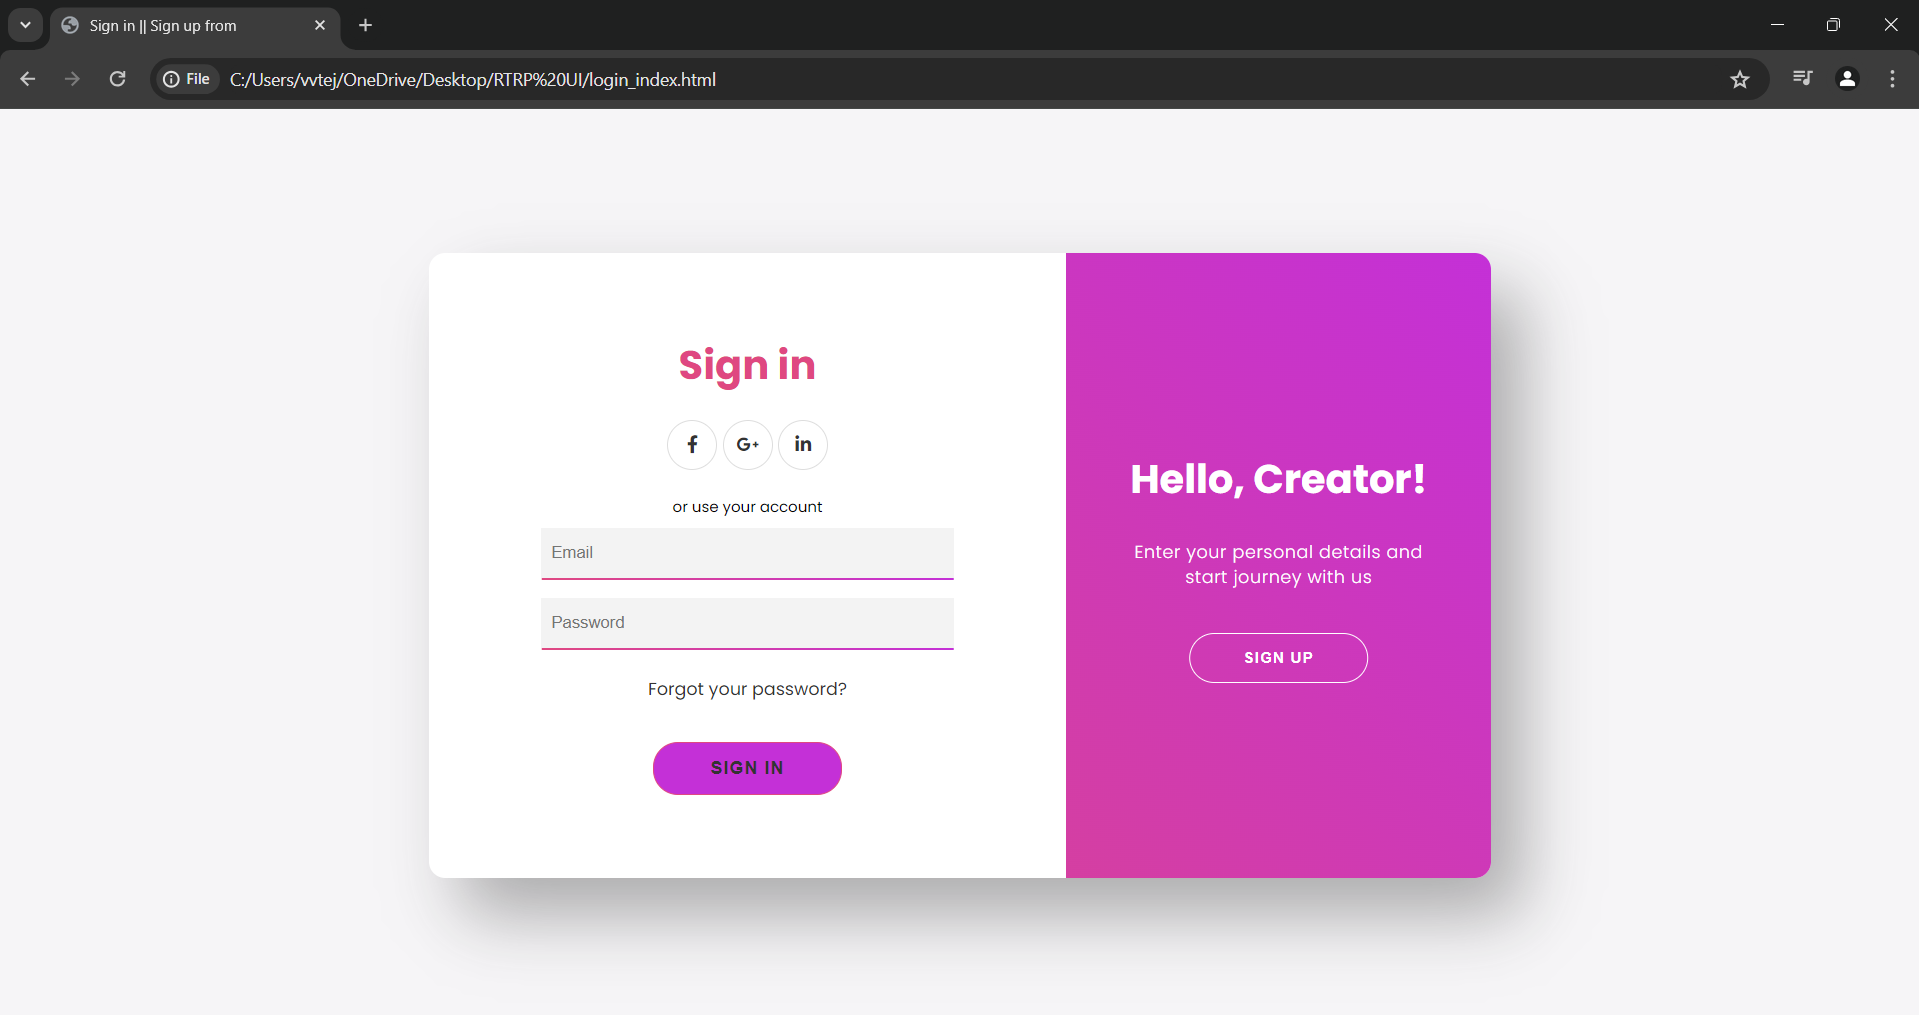 Sign in || Sign up from
File
C:/Users/vvtej/OneDrive/Desktop/RTRP%20UI/login_index.html
Sign in
f G+ in
or use your account
Email
Password
Forgot your password?
SIGN IN
Hello, Creator!
Enter your personal details and
start journey with us
SIGN UP